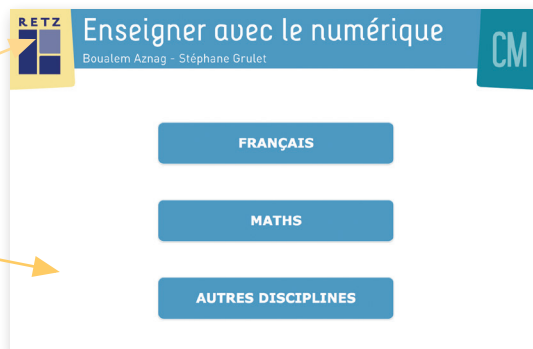 RETZ
Enseigner avec le numérique
Boualem Aznag - Stéphane Grulet
CM
FRANÇAIS
MATHS
AUTRES DISCIPLINES